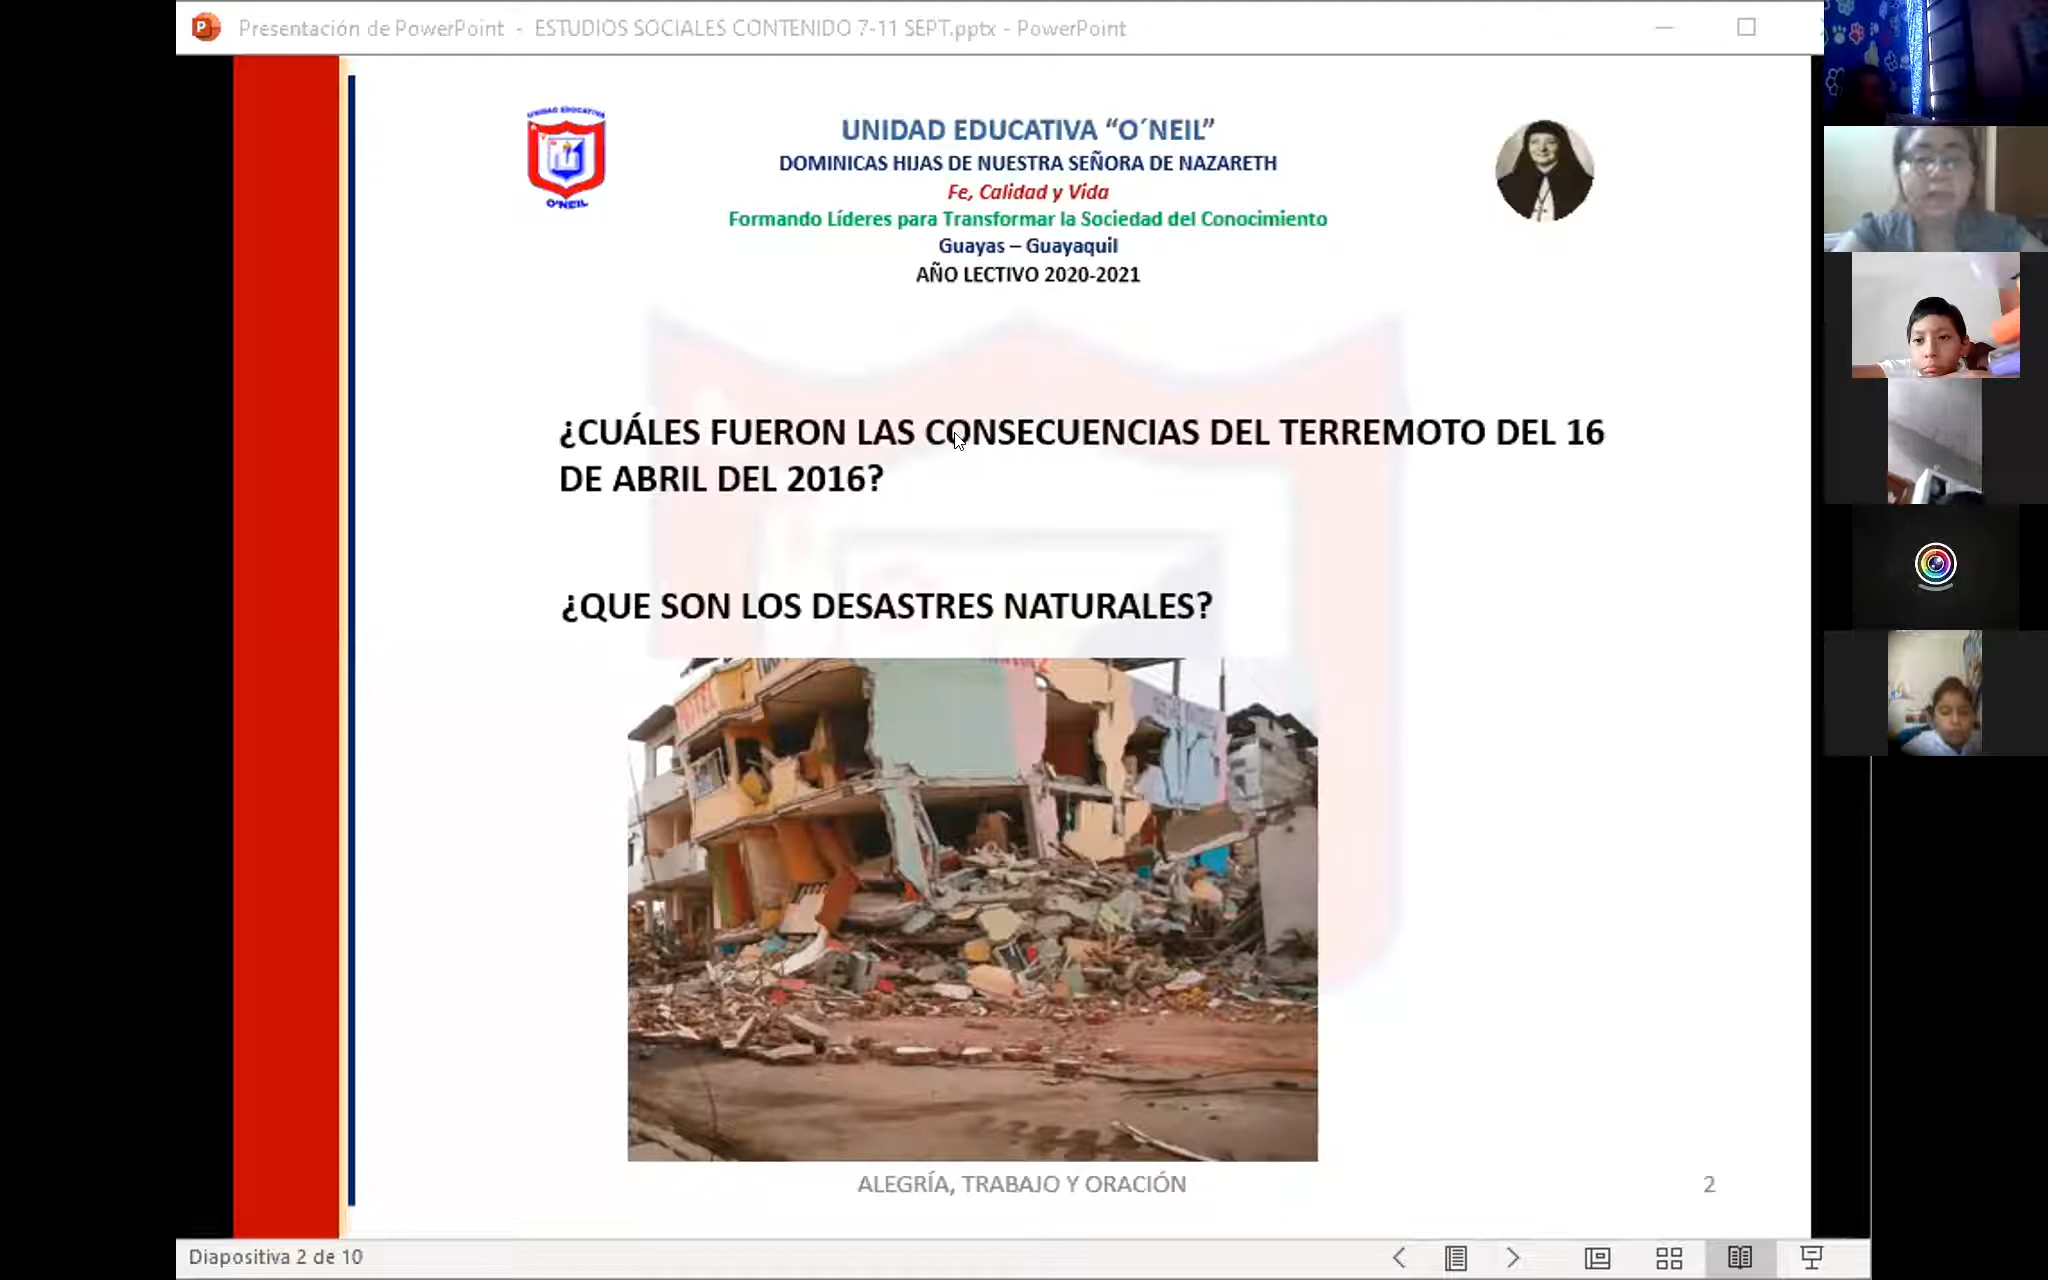 Presentación de PowerPoint - ESTUDIOS SOCIALES CONTENIDO 7-11 SEPT.pptx - PowerPoint
UNIDAD EDUCATIVA
O'NEIL
UNIDAD EDUCATIVA “O´NEIL”
DOMINICAS HIJAS DE NUESTRA SEÑORA DE NAZARETH
Fe, Calidad y Vida
Formando Líderes para Transformar la Sociedad del Conocimiento
Guayas – Guayaquil
AÑO LECTIVO 2020-2021
¿CUÁLES FUERON LAS CONSECUENCIAS DEL TERREMOTO DEL 16
DE ABRIL DEL 2016?
¿QUE SON LOS DESASTRES NATURALES?
ALEGRÍA, TRABAJO Y ORACIÓN
2
Diapositiva 2 de 10